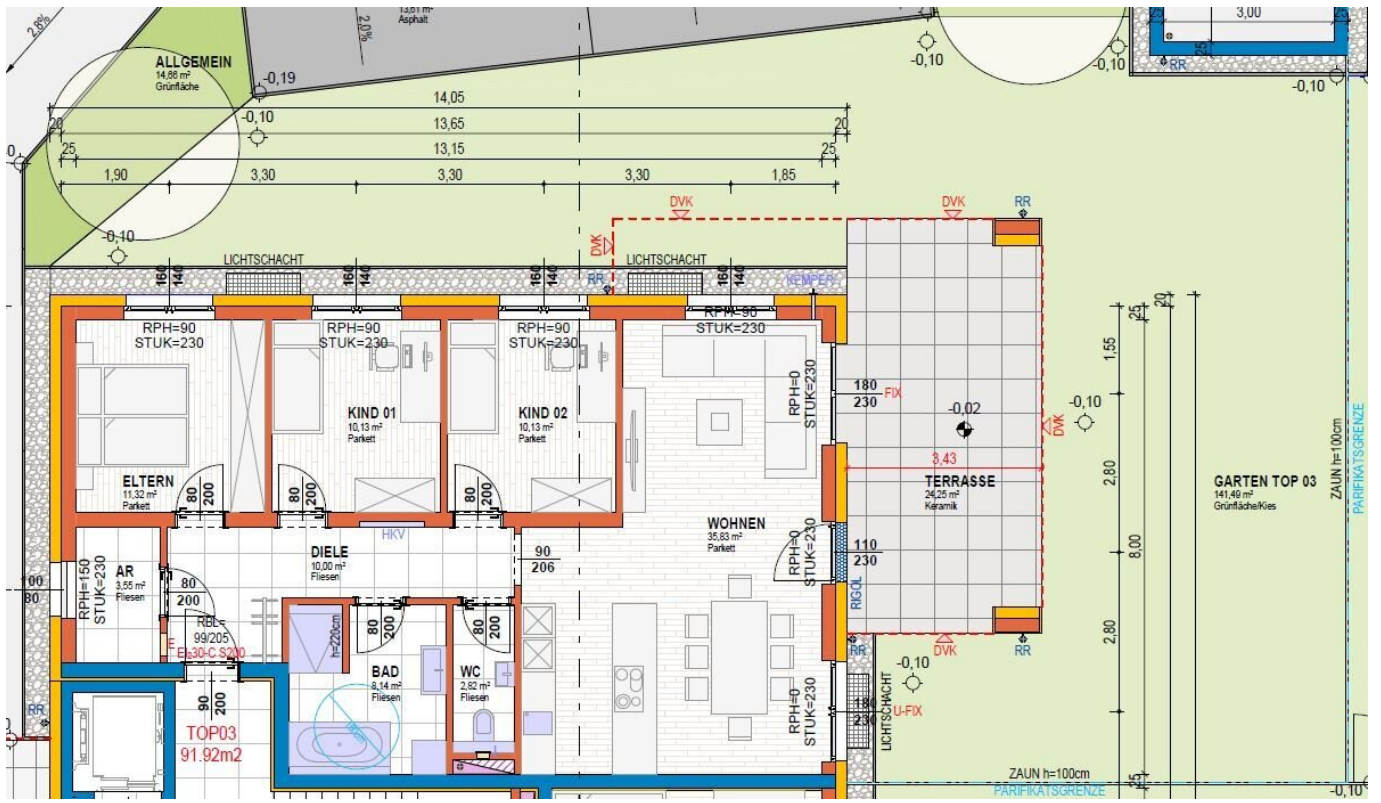 2,8%
2,0%
13,61 m²
Asphalt
25
3,00
25
25
RR
-0,10
-0,10
-0,10
ALLGEMEIN
14,66 m²
Grünfläche
-0,19
-0,10
-0,10
14,05
20
13,65
20
25
13,15
25
1,90
3,30
3,30
3,30
1,85
DVK
DVK
RR
DVK
LICHTSCHACHT
LICHTSCHACHT
160
140
160
140
160
140
160
140
RR
KEMPER
RPH=90
STUK=230
RPH=90
STUK=230
RPH=90
STUK=230
RPH=90
STUK=230
ELTERN
11,32 m²
Parkett
KIND 01
10,13 m²
Parkett
KIND 02
10,13 m²
Parkett
80
200
80
200
80
200
WOHNEN
35,83 m²
Parkett
RPH=0
STUK=230
180
230
FIX
-0,02
-0,10
DVK
3,43
TERRASSE
24,25 m²
Keramik
GARTEN TOP 03
141,49 m²
Grünfläche/Kies
ZAUN h=100cm
PARIFIKATSGRENZE
25
20
1,55
2,80
8,00
2,80
25
HKV
DIELE
10,00 m²
Fliesen
90
206
RPH=0
STUK=230
110
230
RIGOL
AR
3,55 m²
Fliesen
RPH=150
STUK=230
100
80
80
200
RBL=
99/205
E
EI₂30-C S200
h=220cm
80
200
80
200
BAD
8,14 m²
Fliesen
WC
2,82 m²
Fliesen
RR
DVK
RR
-0,10
RPH=0
STUK=230
180
230
U-FIX
LICHTSCHACHT
RR
90
200
TOP03
91.92m2
ZAUN h=100cm
PARIFIKATSGRENZE
-0,10